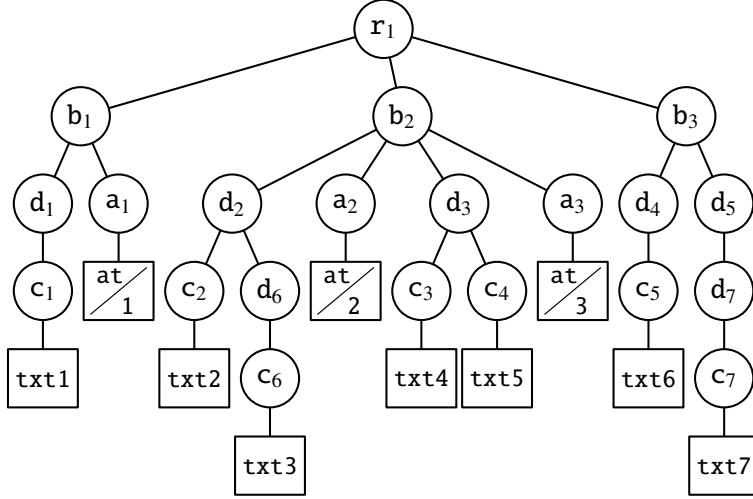 r₁
b₁ b₂ b₃
d₁ a₁ d₂ a₂ d₃ a₃ d₄ d₅
c₁ at 1 c₂ d₆ at 2 c₃ c₄ at 3 c₅ d₇
txt1 txt2 c₆ txt4 txt5 txt6 c₇
txt3 txt7